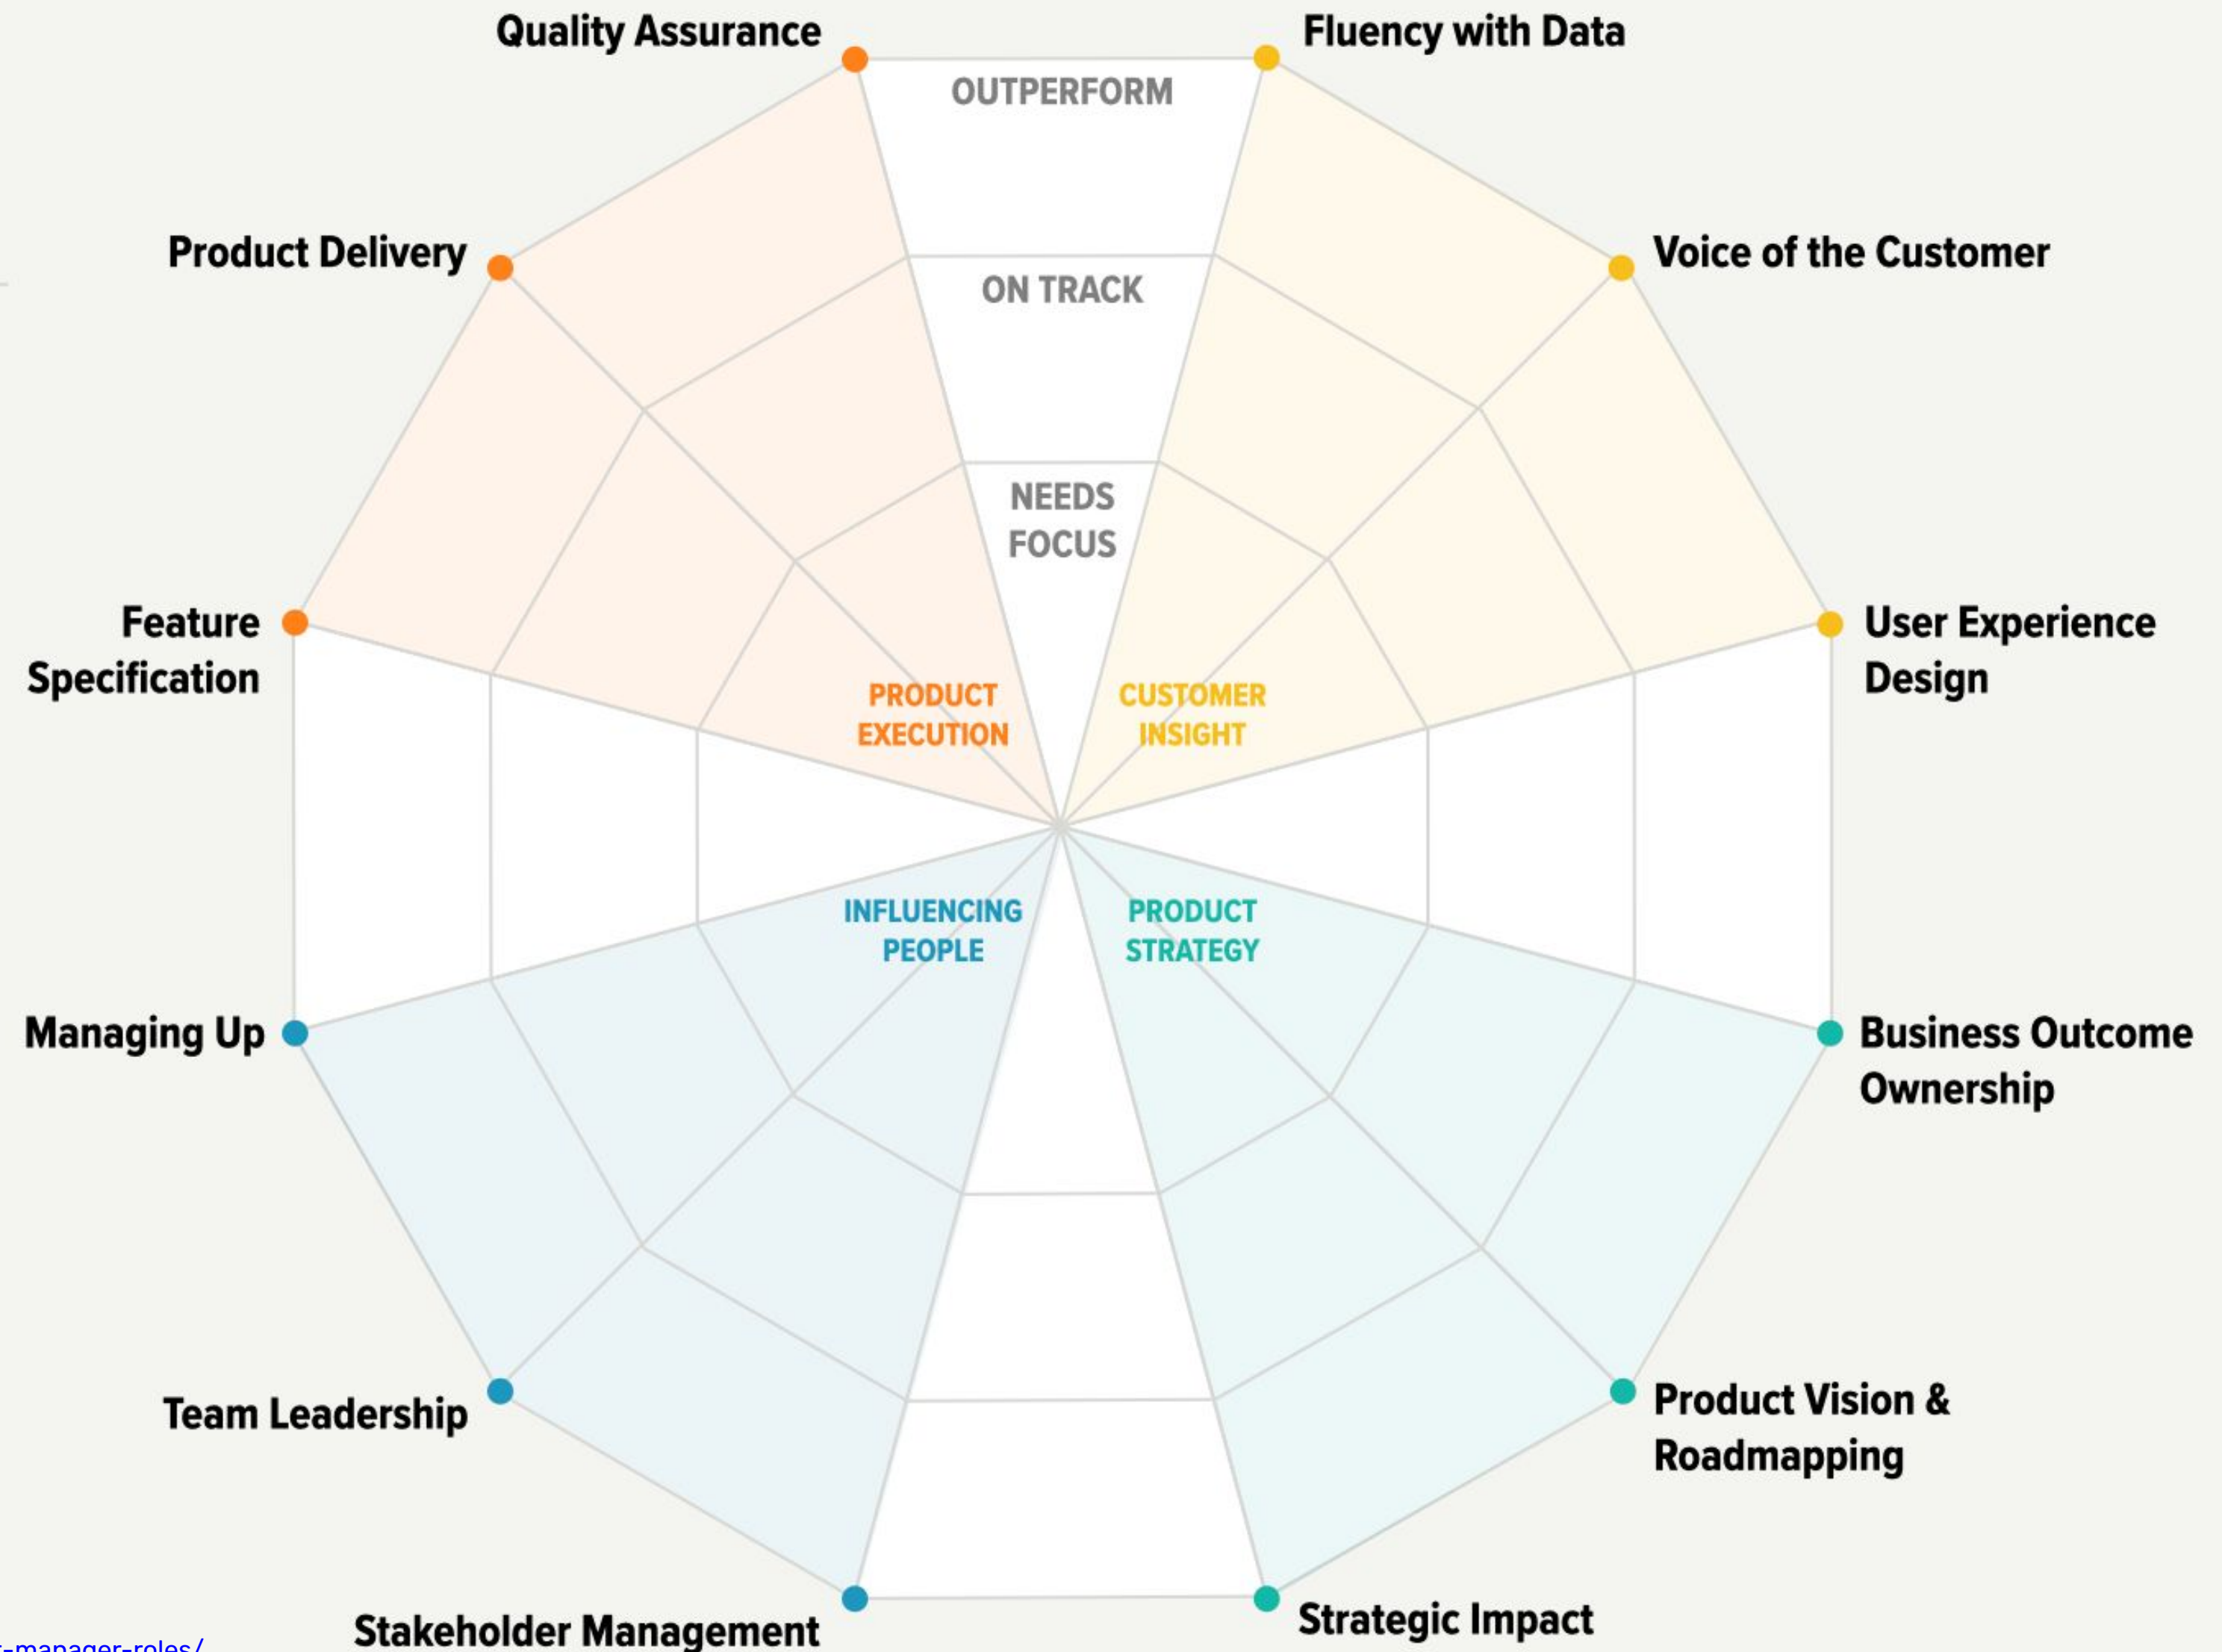 Quality Assurance
Fluency with Data
OUTPERFORM
Product Delivery
Voice of the Customer
ON TRACK
NEEDS
FOCUS
Feature
Specification
User Experience
Design
PRODUCT
EXECUTION
CUSTOMER
INSIGHT
INFLUENCING
PEOPLE
PRODUCT
STRATEGY
Managing Up
Business Outcome
Ownership
Team Leadership
Product Vision &
Roadmapping
Stakeholder Management
Strategic Impact
-manager-roles/